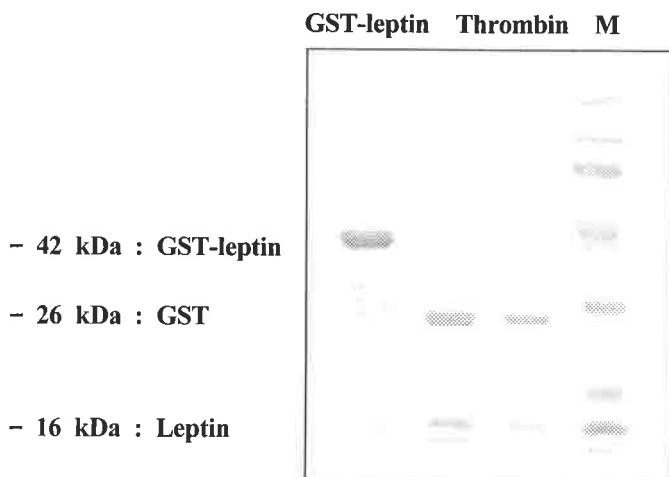 GST-leptin Thrombin M
- 42 kDa : GST-leptin
- 26 kDa : GST
- 16 kDa : Leptin